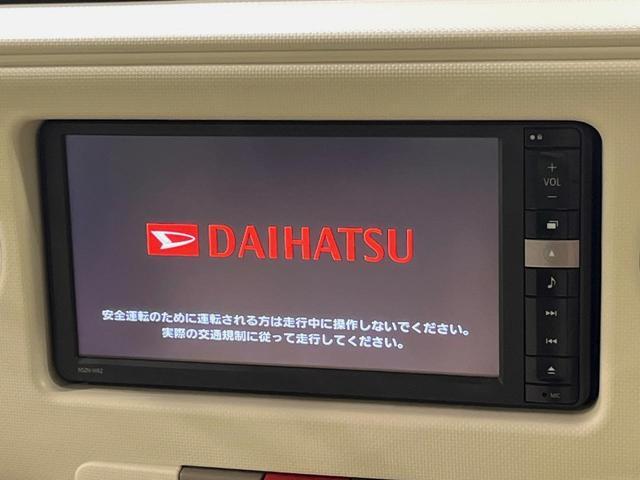 DAIHATSU
安全運転のために運転される方は走行中に操作しないでください。
実際の交通規制に従って走行してください。
NSZN-W62
+
VOL
−
MIC